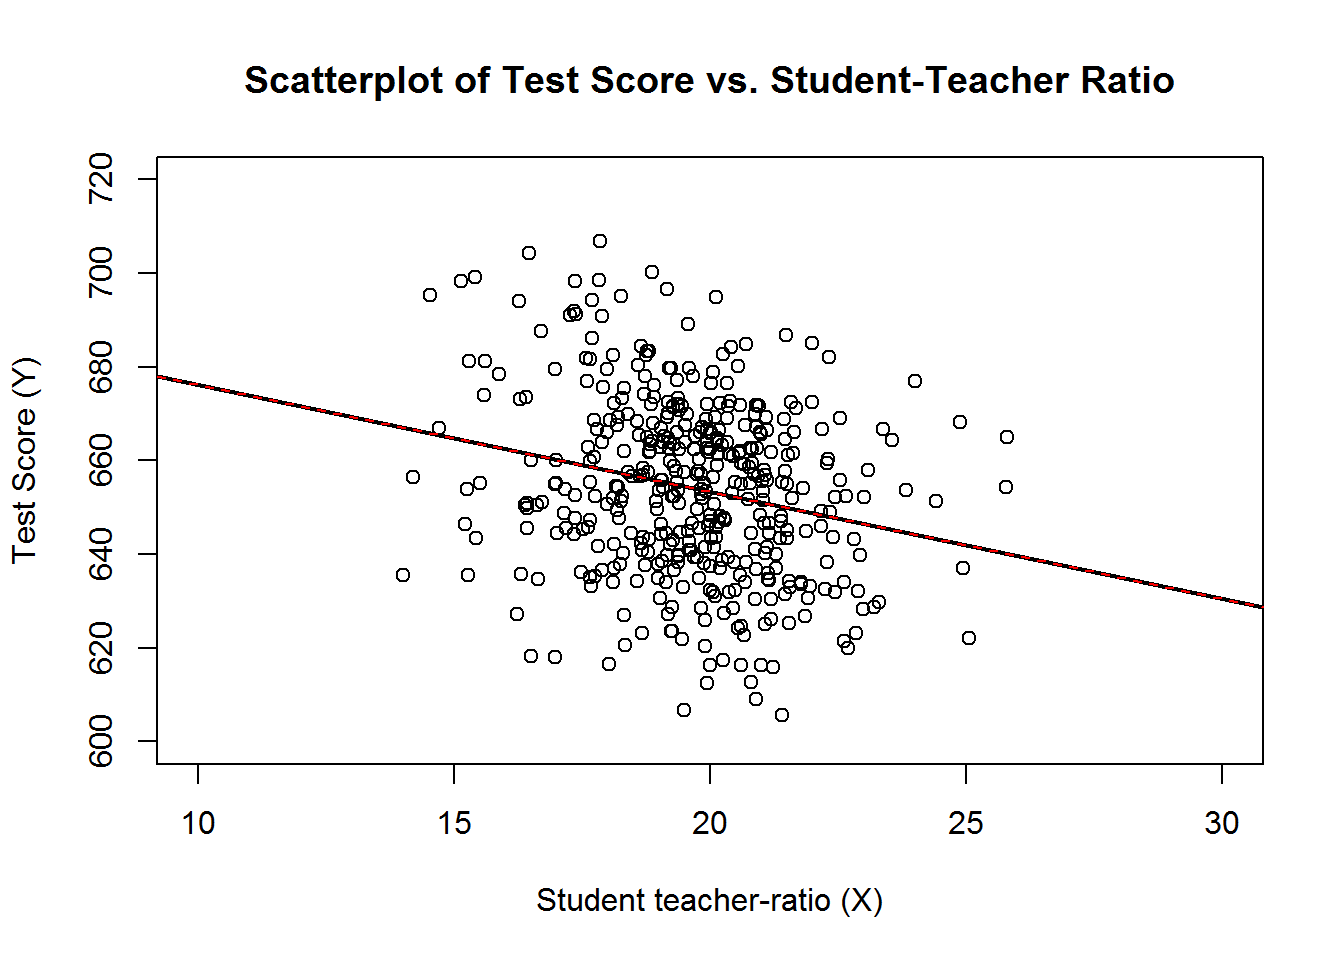 Scatterplot of Test Score vs. Student-Teacher Ratio
Test Score (Y)
720
700
680
660
640
620
600
10 15 20 25 30
Student teacher-ratio (X)